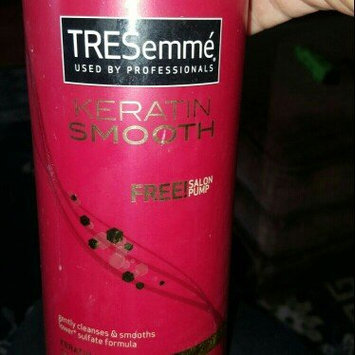 TRESemmé
USED BY PROFESSIONALS
KERATIN
SMOOTH
FREE! SALON
PUMP
gently cleanses & smooths
lower* sulfate formula